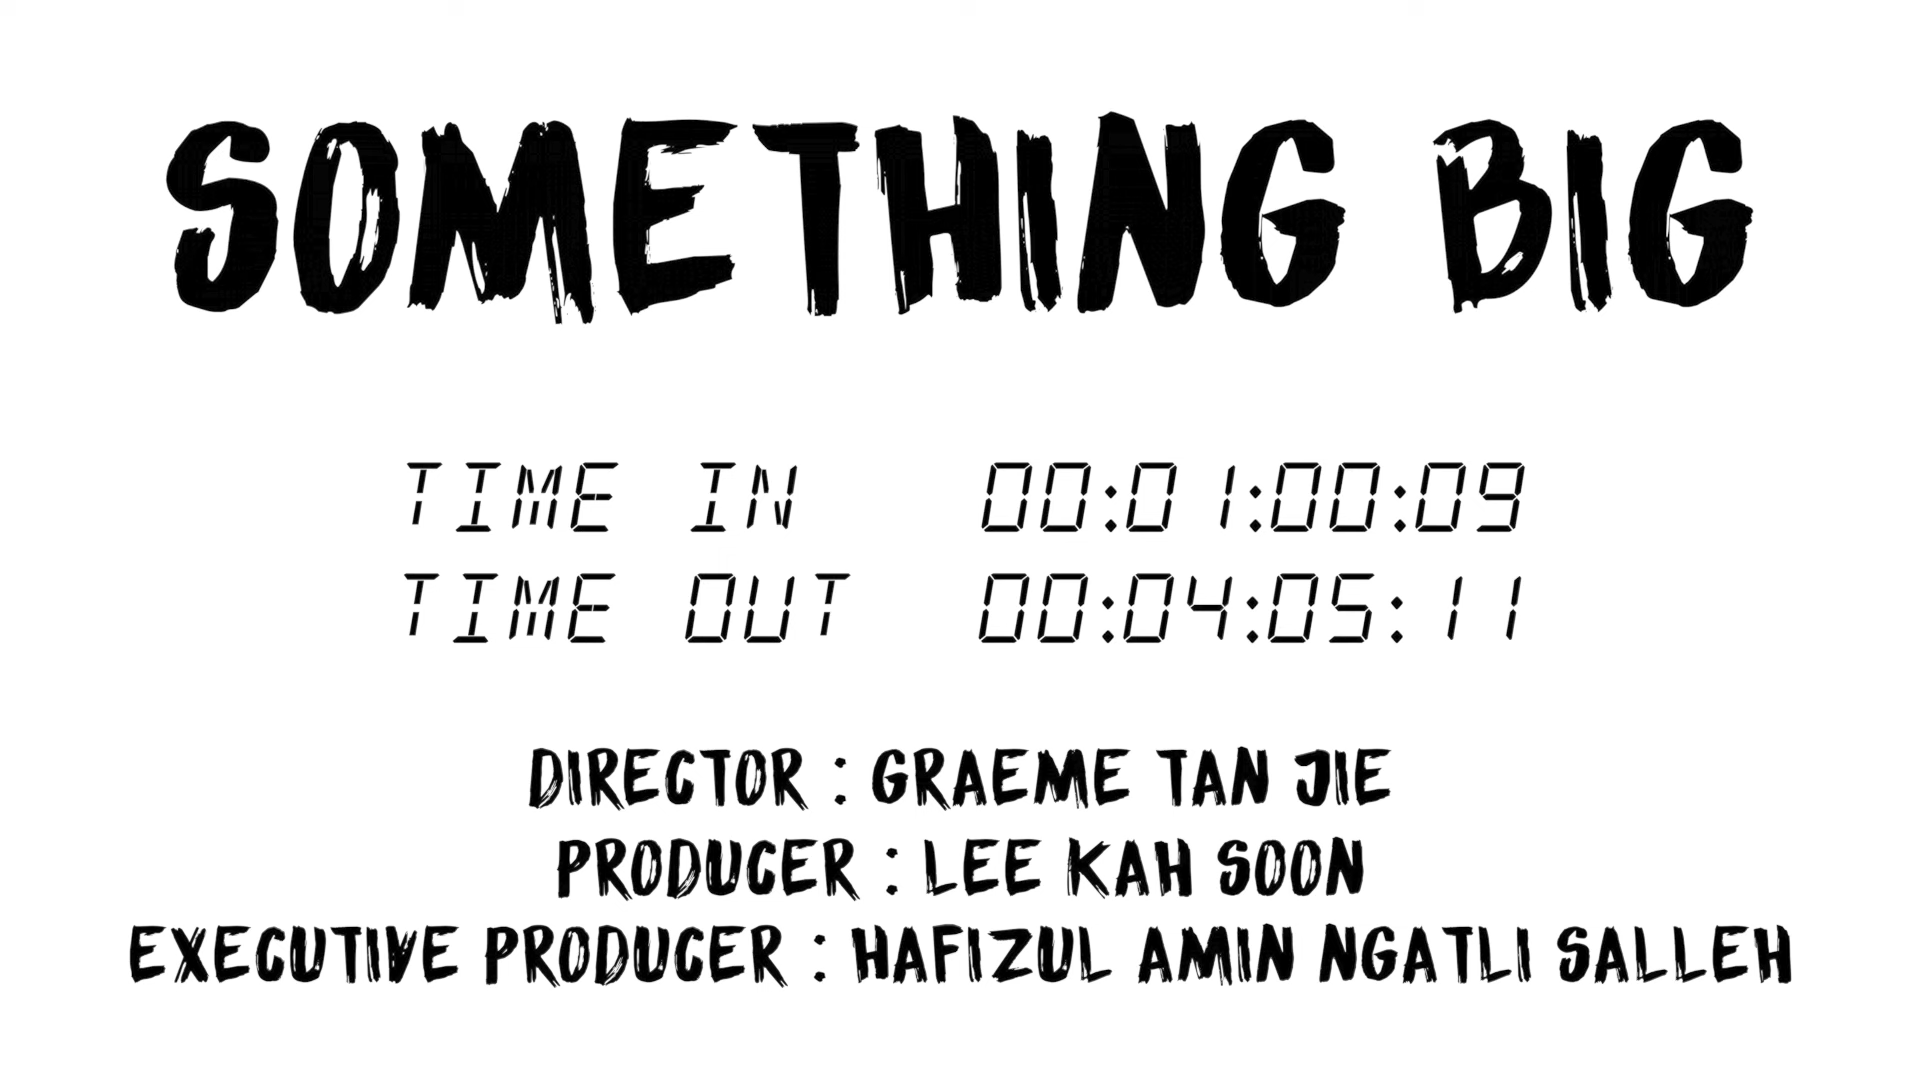 SOMETHING BIG
TIME IN 00:01:00:09
TIME OUT 00:04:05:11
DIRECTOR : GRAEME TAN JIE
PRODUCER : LEE KAH SOON
EXECUTIVE PRODUCER : HAFIZUL AMIN NGATLI SALLEH